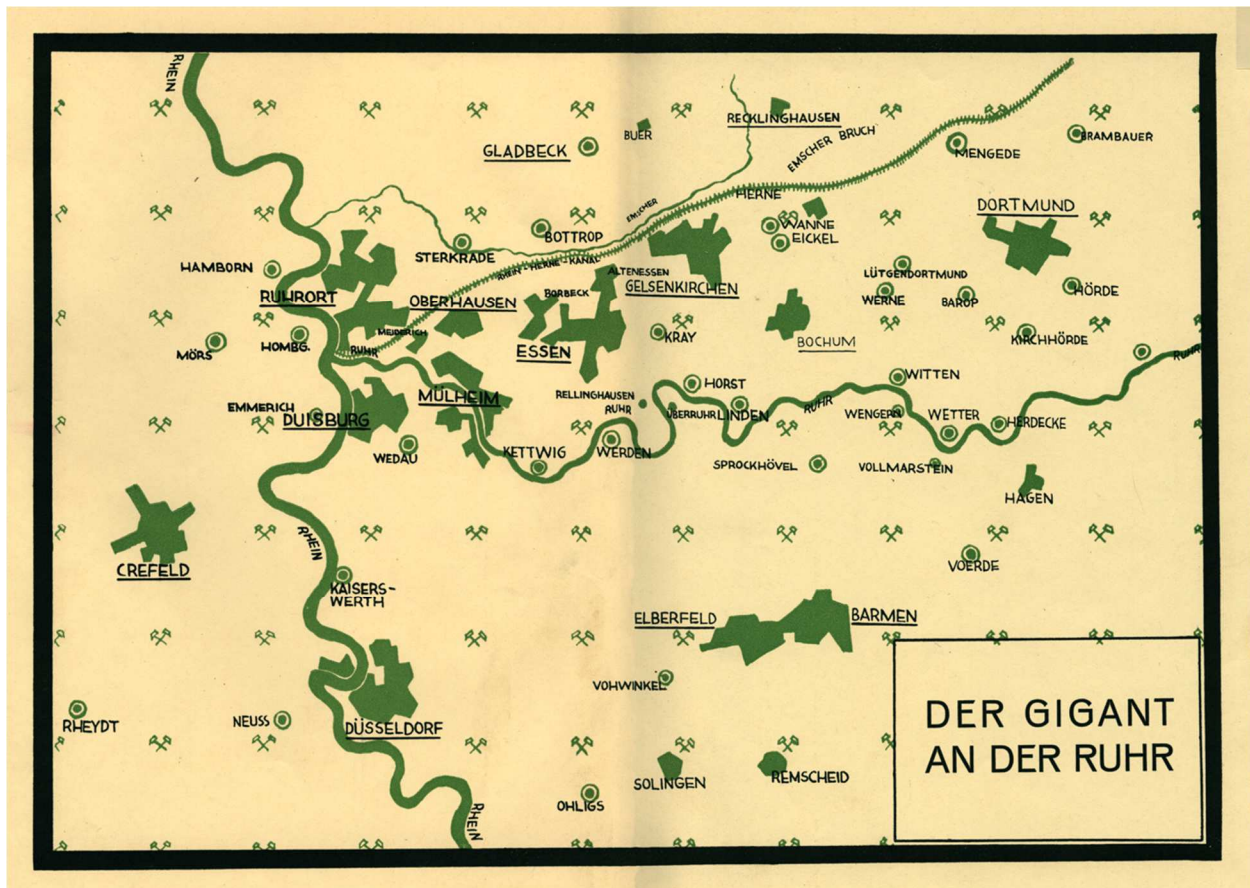 RHEIN
RECKLINGHAUSEN
BUER
EMSCHER BRUCH
BRAMBAUER
GLADBECK
MENGEDE
HERNE
EMSCHER
DORTMUND
WANNE
EICKEL
BOTTROP
STERKRADE
HAMBORN
RHEIN-HERNE-KANAL
ALTENESSEN
GELSENKIRCHEN
LÜTGENDORTMUND
WERNE
BAROP
HÖRDE
RUHRORT
OBERHAUSEN
BORBECK
MEIDERICH
KRAY
BOCHUM
KIRCHHÖRDE
HOMBG.
MÖRS
RUHR
ESSEN
RUHR
HORST
WITTEN
RELLINGHAUSEN
RUHR
ÜBERRUHR
LINDEN
RUHR
WENGERN
WETTER
HERDECKE
EMMERICH
DUISBURG
MÜLHEIM
WEDAU
KETTWIG
WERDEN
SPROCKHÖVEL
VOLLMARSTEIN
HAGEN
RHEIN
CREFELD
VOERDE
KAISERS-
WERTH
ELBERFELD
BARMEN
VOHWINKEL
RHEYDT
NEUSS
DÜSSELDORF
SOLINGEN
REMSCHEID
OHLIGS
RHEIN
DER GIGANT
AN DER RUHR